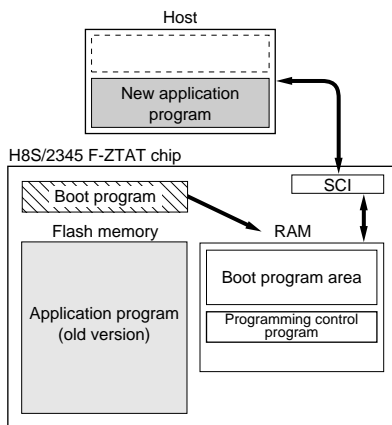 Host
New application
program
H8S/2345 F-ZTAT chip
SCI
Boot program
Flash memory
RAM
Boot program area
Application program
(old version)
Programming control
program